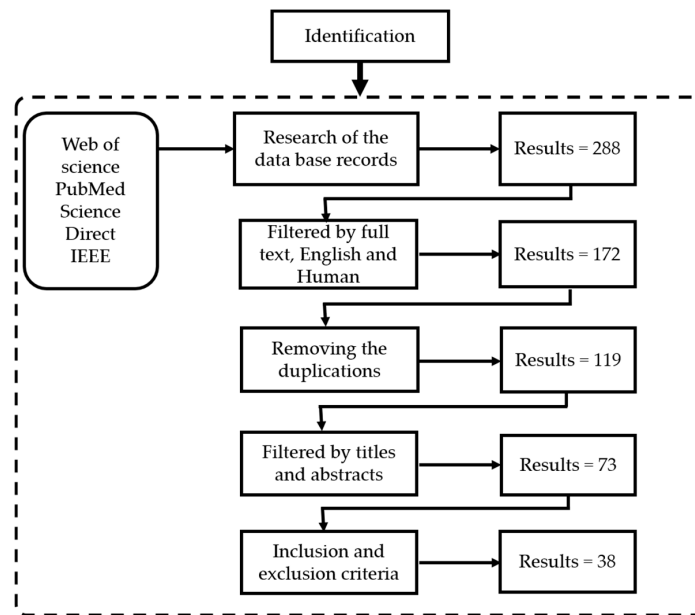 Identification
Web of
science
PubMed
Science
Direct
IEEE
Research of the
data base records
Results = 288
Filtered by full
text, English and
Human
Results = 172
Removing the
duplications
Results = 119
Filtered by titles
and abstracts
Results = 73
Inclusion and
exclusion criteria
Results = 38